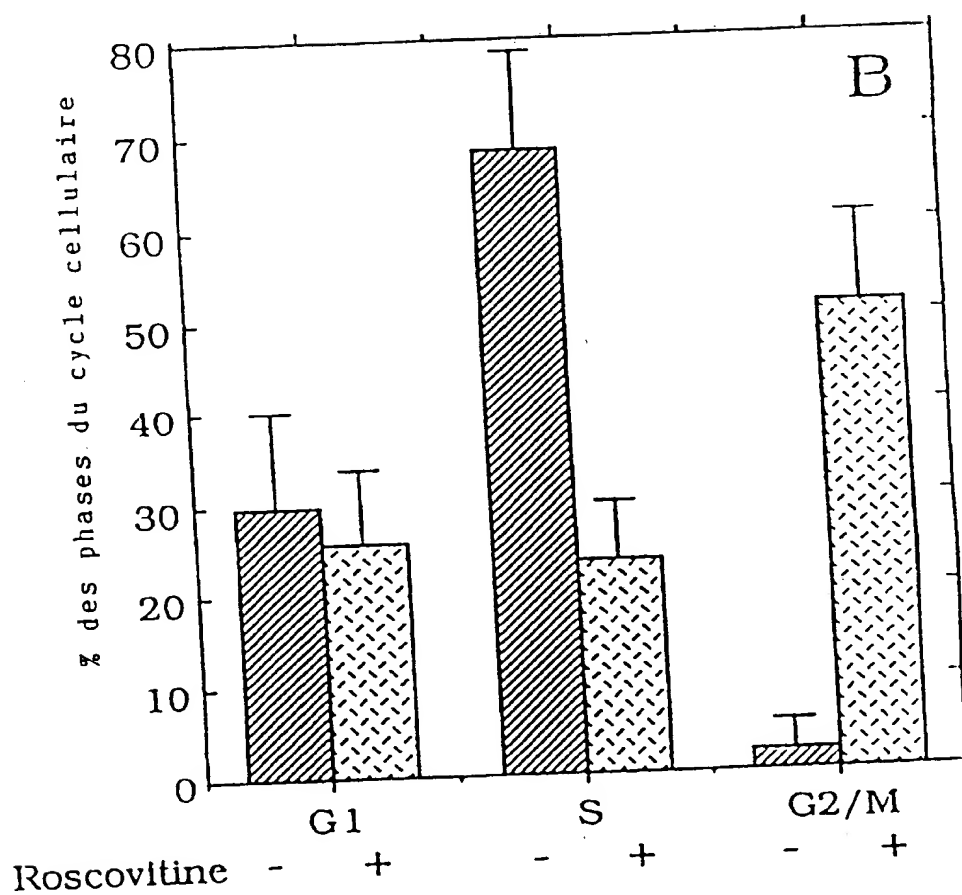 B
% des phases du cycle cellulaire
80
70
60
50
40
30
20
10
0
G1 S G2/M
Roscovitine - + - + - +